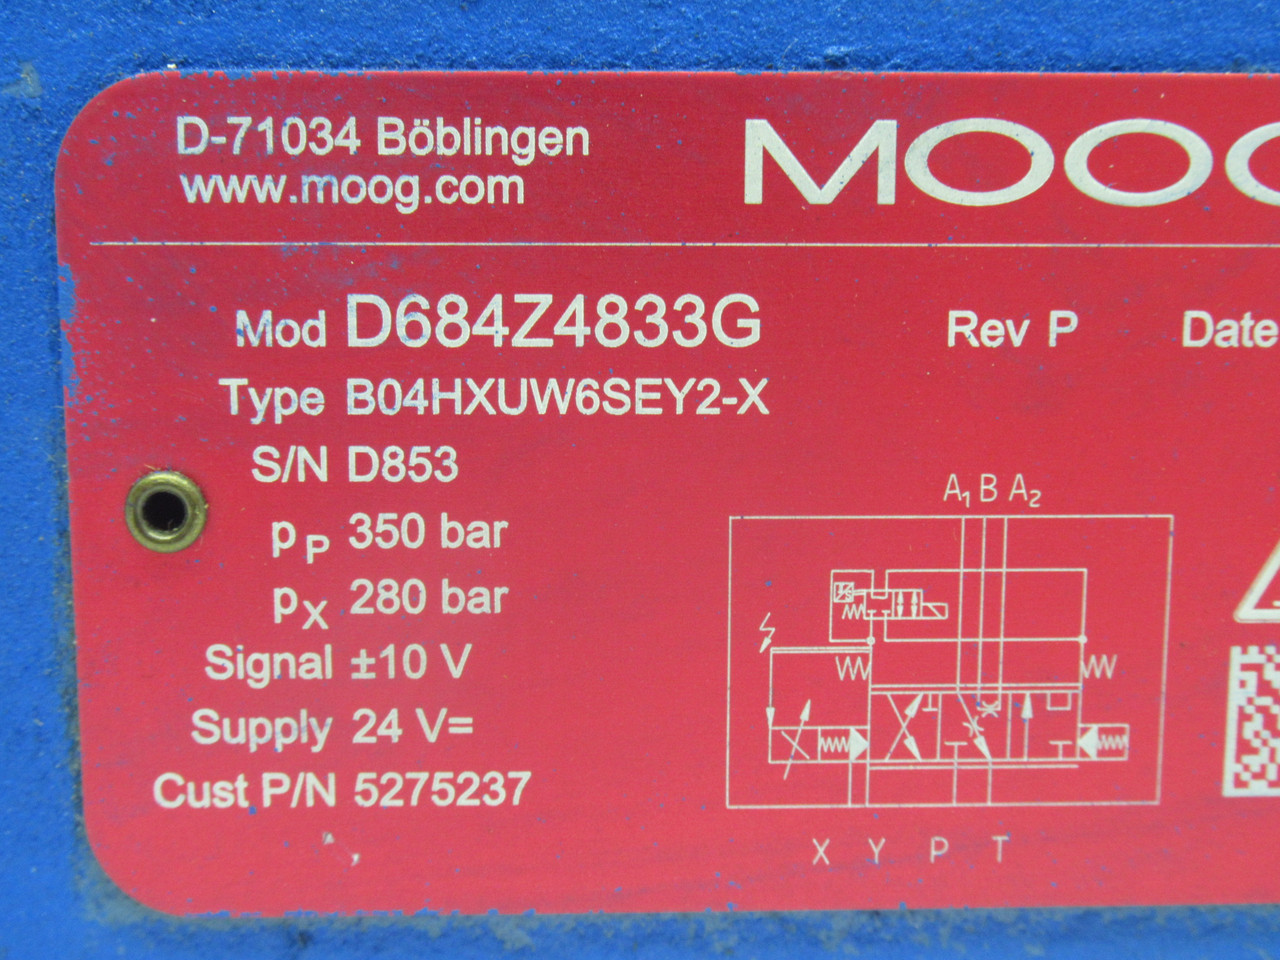 D-71034 Böblingen
www.moog.com
MOOG
Mod D684Z4833G Rev P Date
Type B04HXUW6SEY2-X
S/N D853
pP 350 bar
pX 280 bar
Signal ±10 V
Supply 24 V=
Cust P/N 5275237
A1 B A2
X Y P T